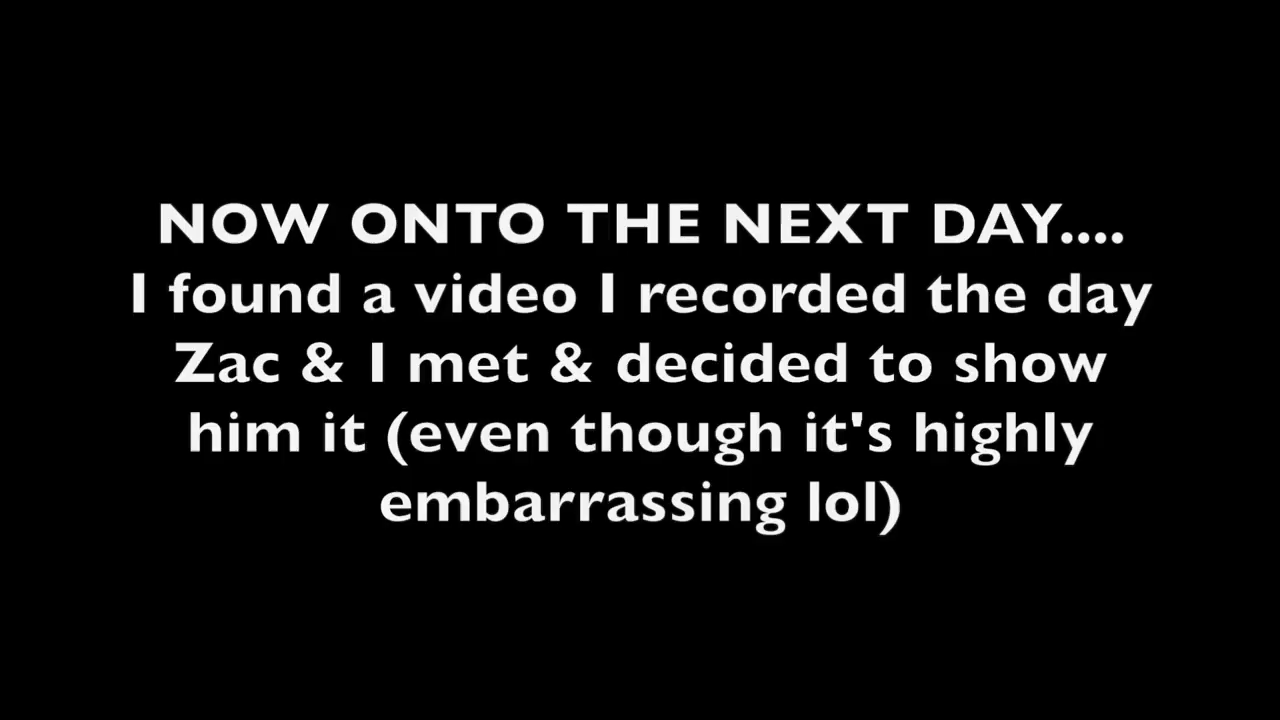 NOW ONTO THE NEXT DAY....
I found a video I recorded the day
Zac & I met & decided to show
him it (even though it's highly
embarrassing lol)